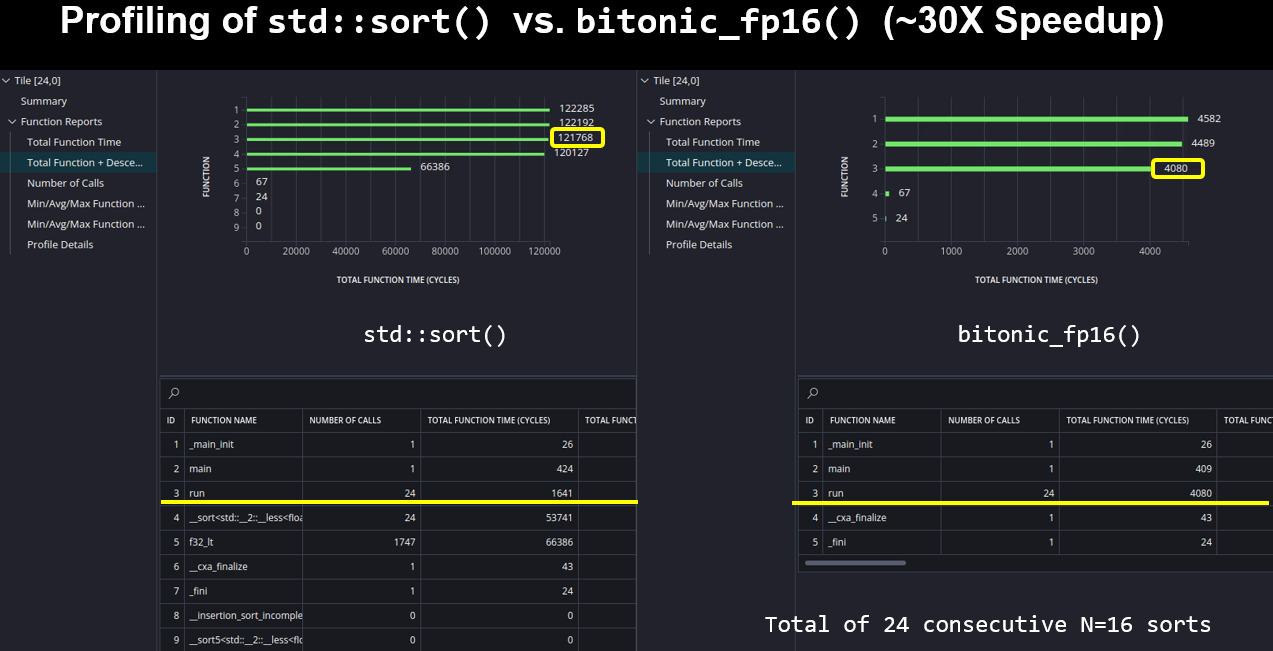 Profiling of std::sort() vs. bitonic_fp16() (~30X Speedup)
Tile [24,0]
Summary
Function Reports
Total Function Time
Total Function + Desce...
Number of Calls
Min/Avg/Max Function ...
Min/Avg/Max Function ...
Profile Details
FUNCTION
1 122285
2 122192
3 121768
4 120127
5 66386
6 67
7 24
8 0
9 0
0 20000 40000 60000 80000 100000 120000
TOTAL FUNCTION TIME (CYCLES)
std::sort()
ID FUNCTION NAME NUMBER OF CALLS TOTAL FUNCTION TIME (CYCLES) TOTAL FUNCT
1 _main_init 1 26
2 main 1 424
3 run 24 1641
4 __sort<std::__2::__less<floa 24 53741
5 f32_lt 1747 66386
6 __cxa_finalize 1 43
7 _fini 1 24
8 __insertion_sort_incomple 0 0
9 __sort5<std::__2::__less<flo 0 0
Tile [24,0]
Summary
Function Reports
Total Function Time
Total Function + Desce...
Number of Calls
Min/Avg/Max Function ...
Min/Avg/Max Function ...
Profile Details
FUNCTION
1 4582
2 4489
3 4080
4 67
5 24
0 1000 2000 3000 4000
TOTAL FUNCTION TIME (CYCLES)
bitonic_fp16()
ID FUNCTION NAME NUMBER OF CALLS TOTAL FUNCTION TIME (CYCLES) TOTAL FUNC
1 _main_init 1 26
2 main 1 409
3 run 24 4080
4 __cxa_finalize 1 43
5 _fini 1 24
Total of 24 consecutive N=16 sorts